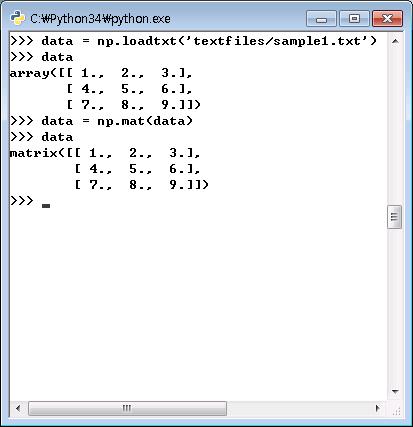 C:₩Python34₩python.exe
>>> data = np.loadtxt('textfiles/sample1.txt')
>>> data
array([[ 1.,  2.,  3.],
       [ 4.,  5.,  6.],
       [ 7.,  8.,  9.]])
>>> data = np.mat(data)
>>> data
matrix([[ 1.,  2.,  3.],
        [ 4.,  5.,  6.],
        [ 7.,  8.,  9.]])
>>>